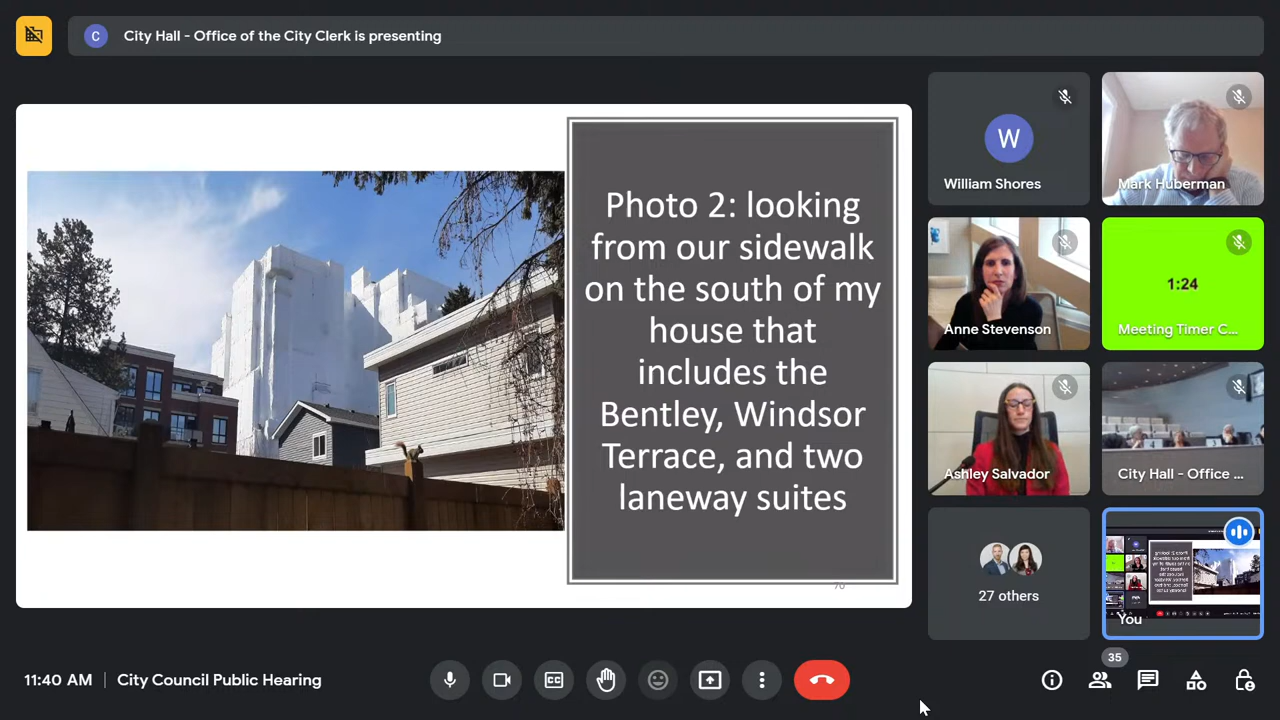 C
City Hall - Office of the City Clerk is presenting
Photo 2: looking
from our sidewalk
on the south of my
house that
includes the
Bentley, Windsor
Terrace, and two
laneway suites
70
W
William Shores
Mark Huberman
Anne Stevenson
1:24
Meeting Timer C...
Ashley Salvador
City Hall - Office ...
27 others
You
11:40 AM
City Council Public Hearing
CC
35